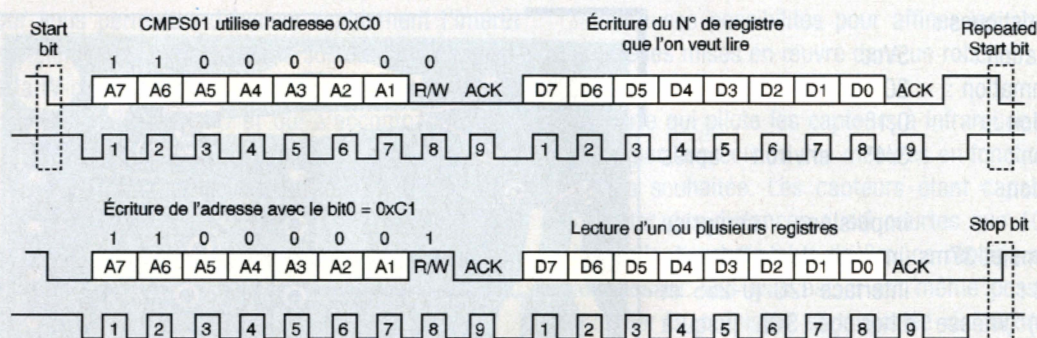 CMPS01 utilise l'adresse 0xC0
Écriture du N° de registre
que l'on veut lire
Start
bit
Repeated
Start bit
1 1 0 0 0 0 0 0
A7 A6 A5 A4 A3 A2 A1 R/W ACK D7 D6 D5 D4 D3 D2 D1 D0 ACK
1 2 3 4 5 6 7 8 9 1 2 3 4 5 6 7 8 9
Écriture de l'adresse avec le bit0 = 0xC1
Lecture d'un ou plusieurs registres
Stop bit
1 1 0 0 0 0 0 1
A7 A6 A5 A4 A3 A2 A1 R/W ACK D7 D6 D5 D4 D3 D2 D1 D0 ACK
1 2 3 4 5 6 7 8 9 1 2 3 4 5 6 7 8 9